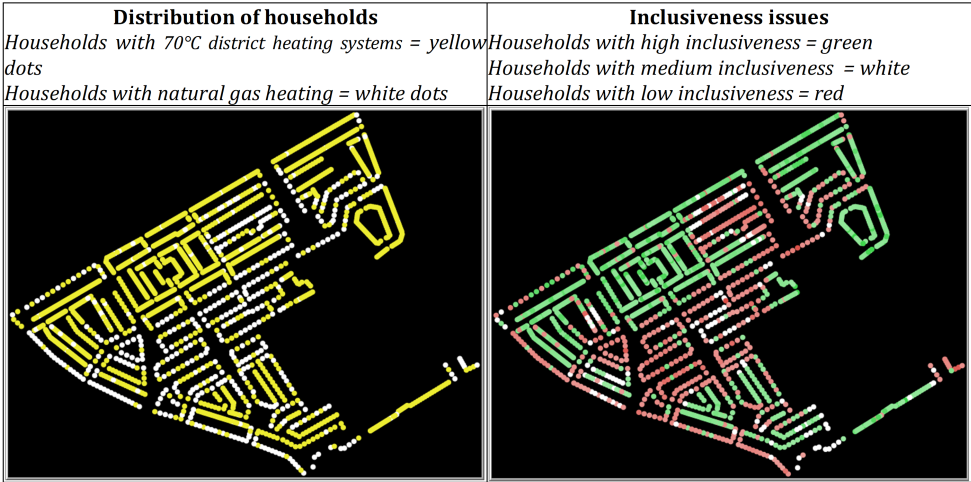 Distribution of households
Households with 70°C district heating systems = yellow
dots
Households with natural gas heating = white dots
Inclusiveness issues
Households with high inclusiveness = green
Households with medium inclusiveness = white
Households with low inclusiveness = red